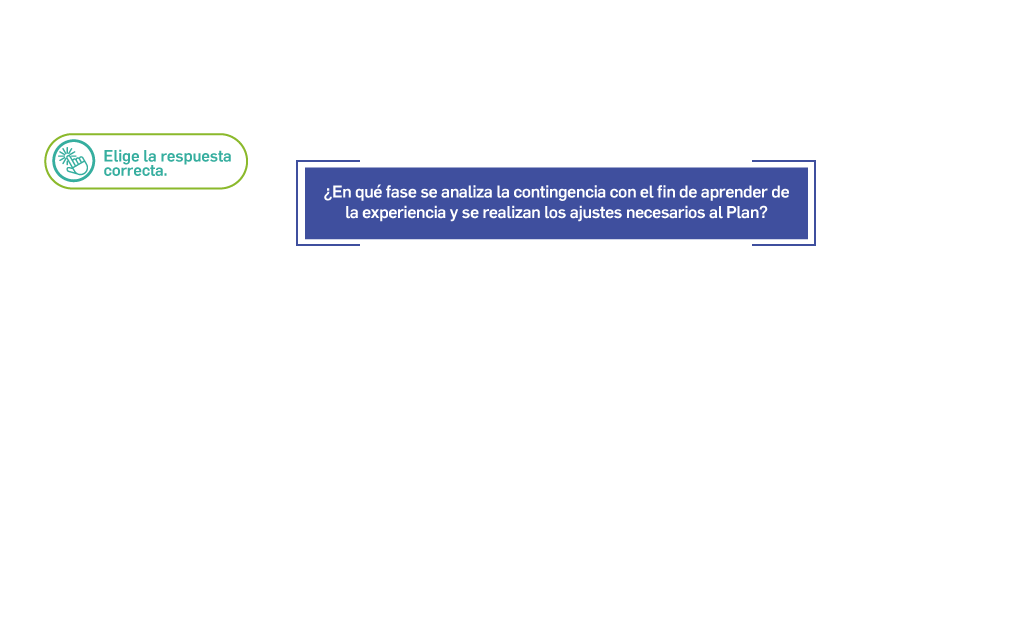 Elige la respuesta
correcta.
¿En qué fase se analiza la contingencia con el fin de aprender de
la experiencia y se realizan los ajustes necesarios al Plan?